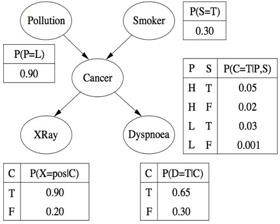 Pollution
Smoker
P(S=T)
0.30
P(P=L)
0.90
Cancer
P S P(C=T|P,S)
H T 0.05
H F 0.02
L T 0.03
L F 0.001
XRay
Dyspnoea
C P(X=pos|C)
T 0.90
F 0.20
C P(D=T|C)
T 0.65
F 0.30